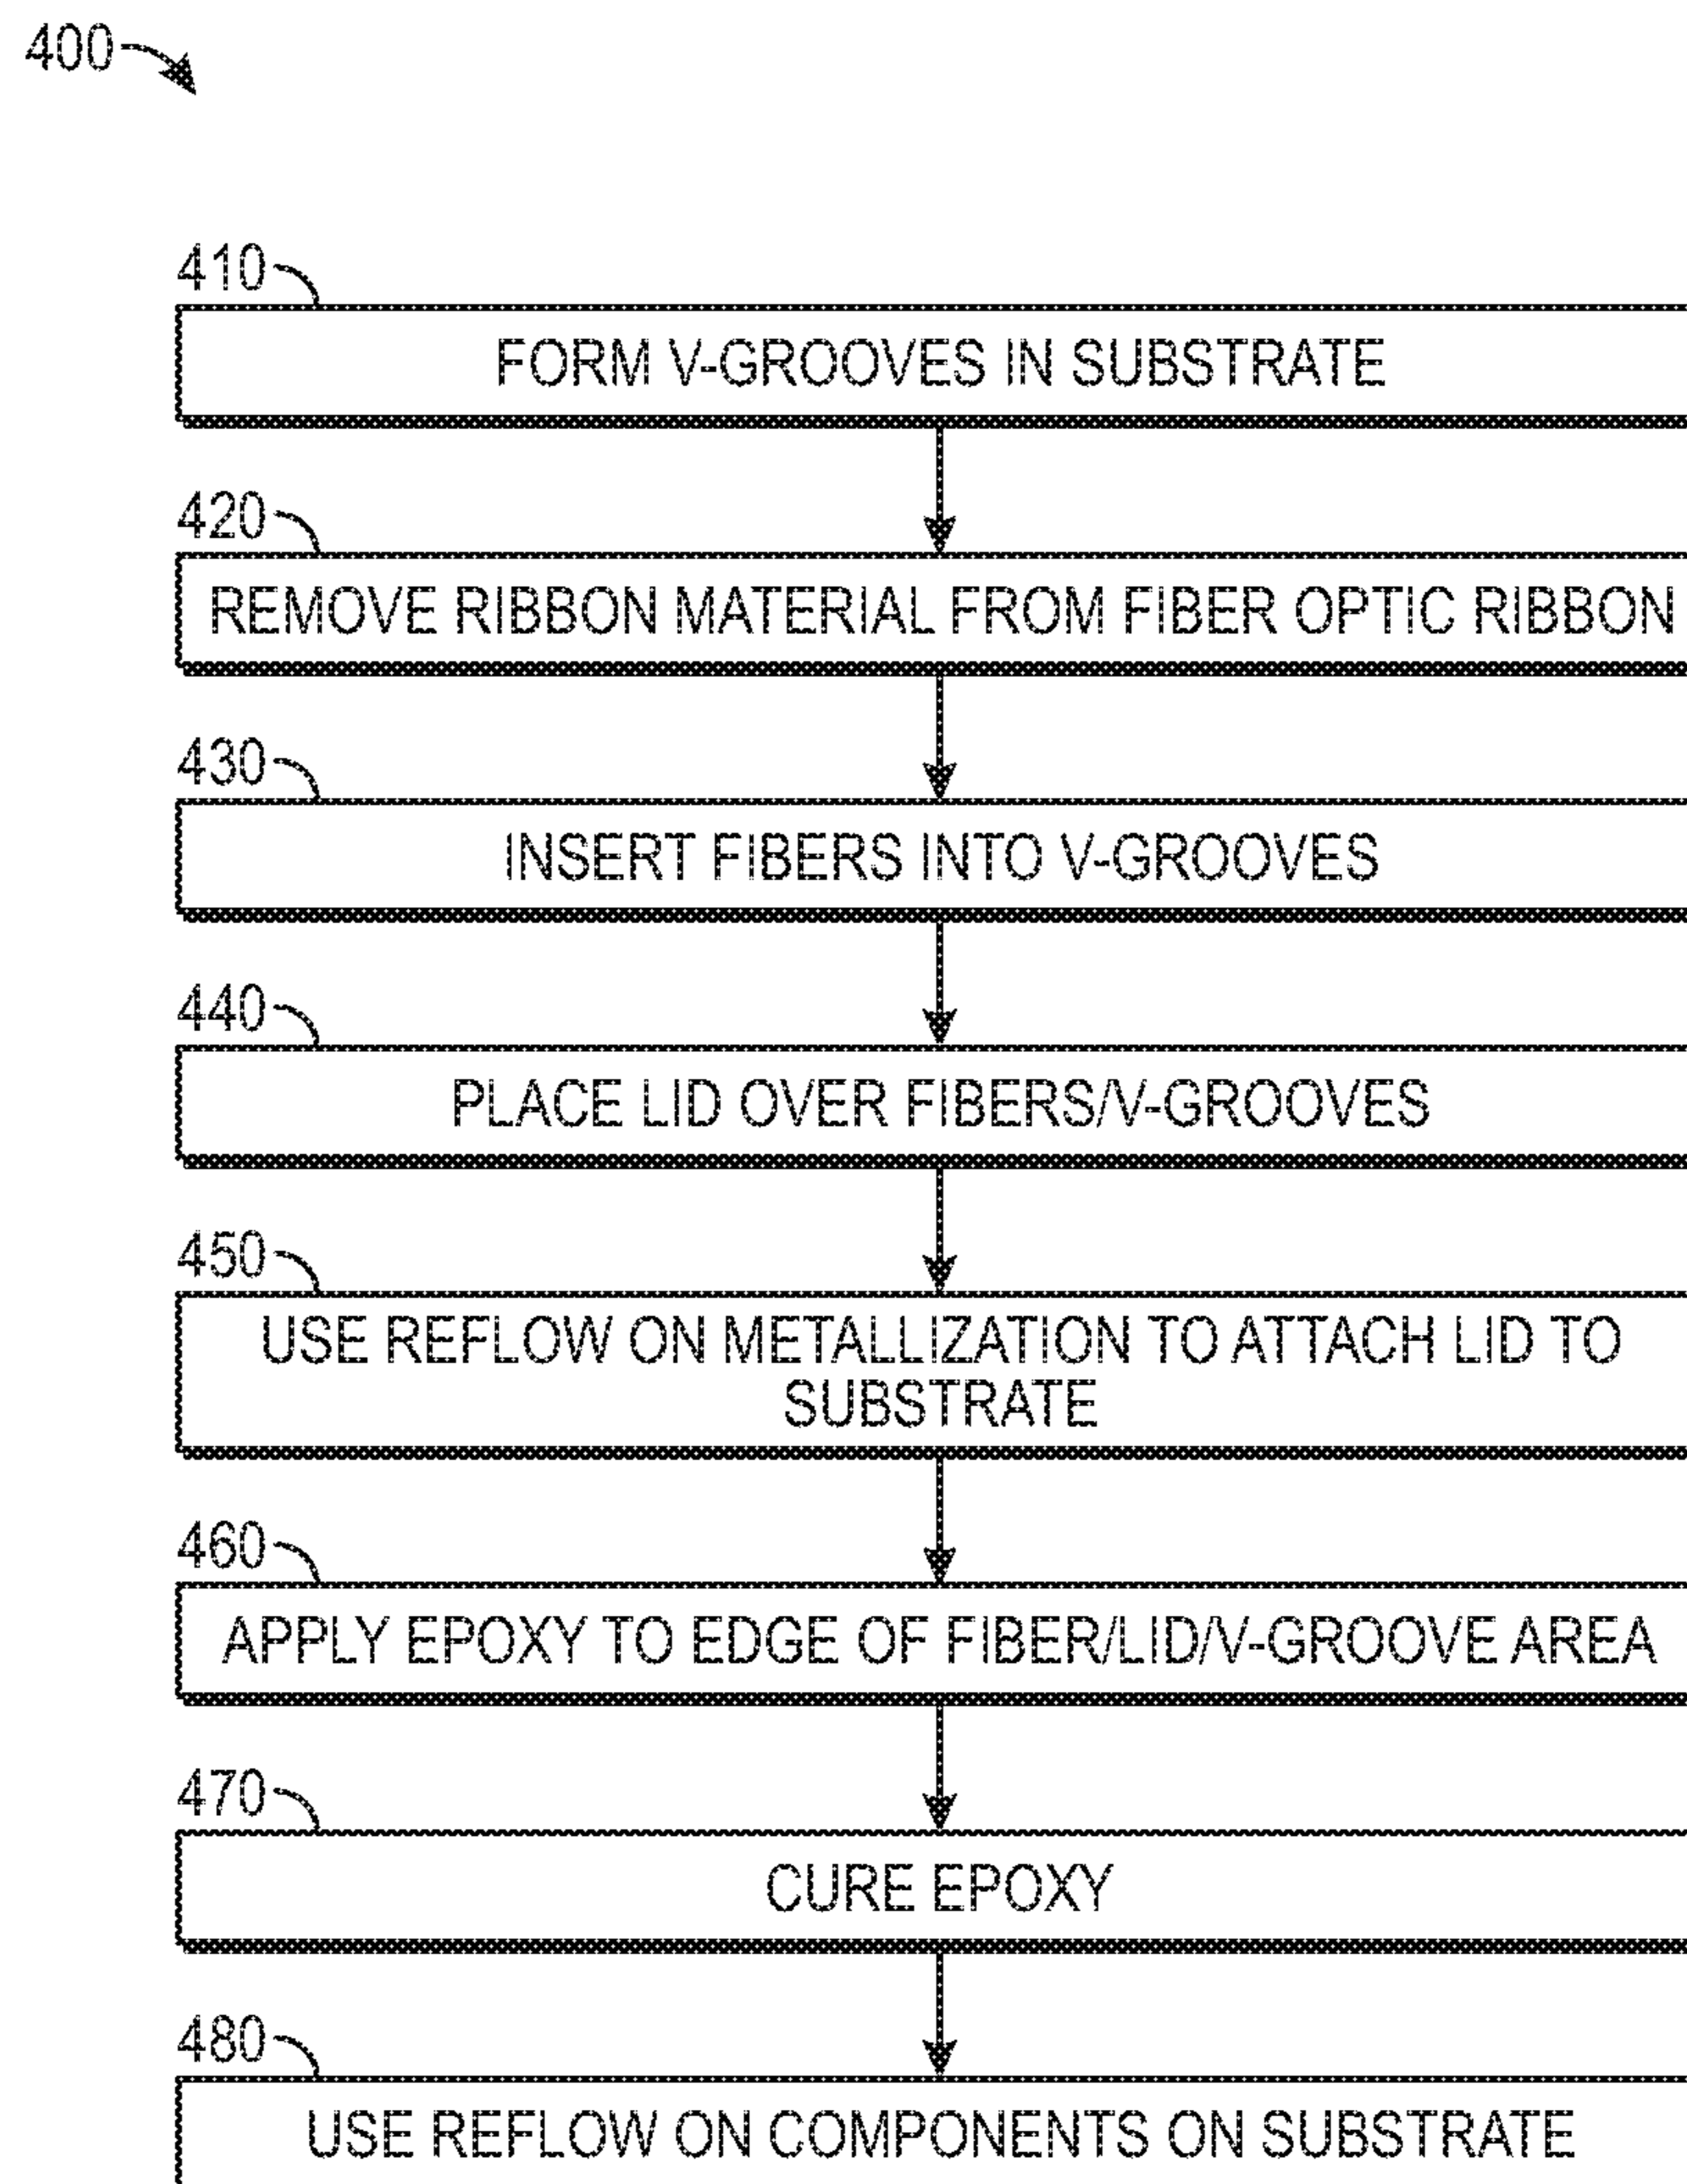 400
410
FORM V-GROOVES IN SUBSTRATE
420
REMOVE RIBBON MATERIAL FROM FIBER OPTIC RIBBON
430
INSERT FIBERS INTO V-GROOVES
440
PLACE LID OVER FIBERS/V-GROOVES
450
USE REFLOW ON METALLIZATION TO ATTACH LID TO
SUBSTRATE
460
APPLY EPOXY TO EDGE OF FIBER/LID/V-GROOVE AREA
470
CURE EPOXY
480
USE REFLOW ON COMPONENTS ON SUBSTRATE